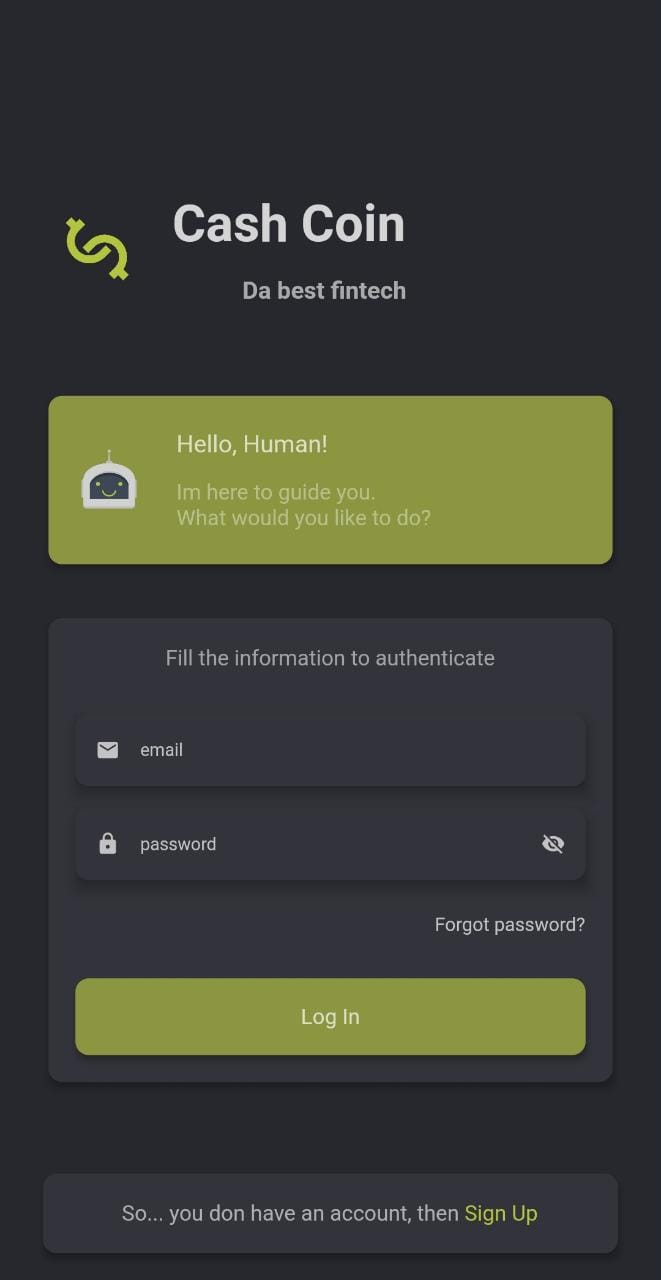 Cash Coin
Da best fintech
Hello, Human!
Im here to guide you.
What would you like to do?
Fill the information to authenticate
email
password
Forgot password?
Log In
So... you don have an account, then Sign Up